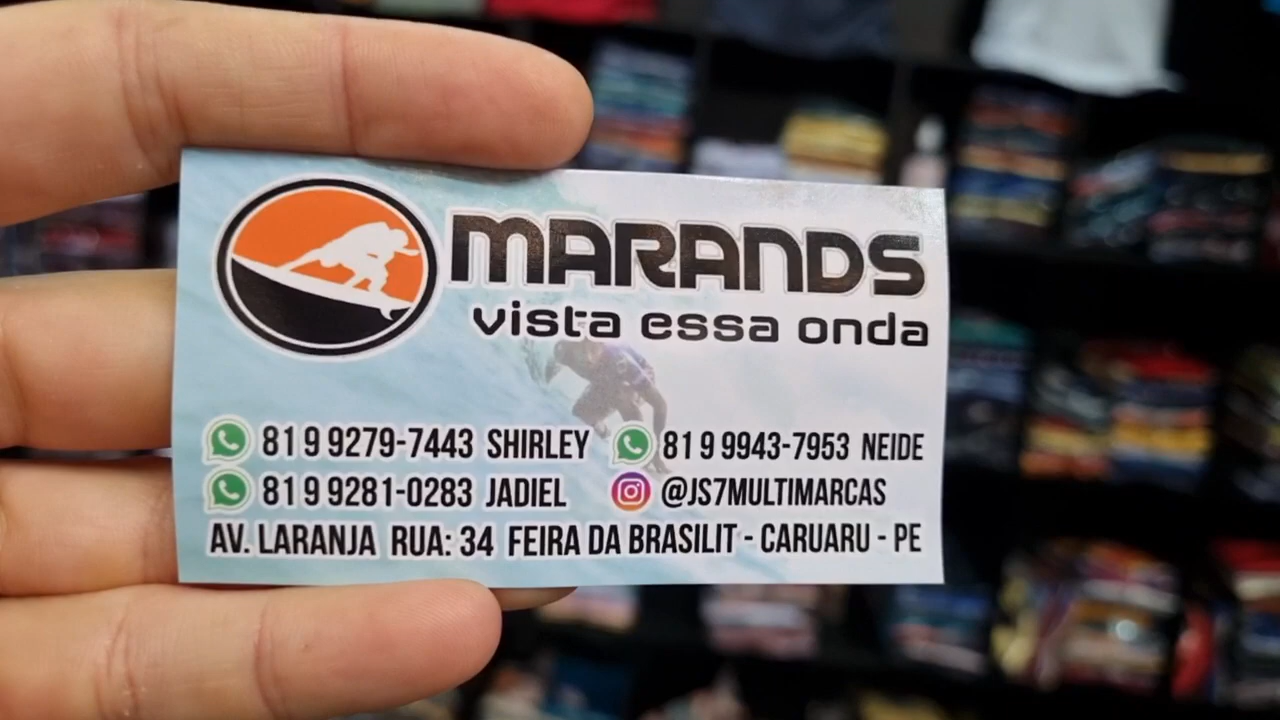 MARANDS
vista essa onda
81 9 9279-7443 SHIRLEY
81 9 9943-7953 NEIDE
81 9 9281-0283 JADIEL
@JS7MULTIMARCAS
AV. LARANJA RUA: 34 FEIRA DA BRASILIT - CARUARU - PE